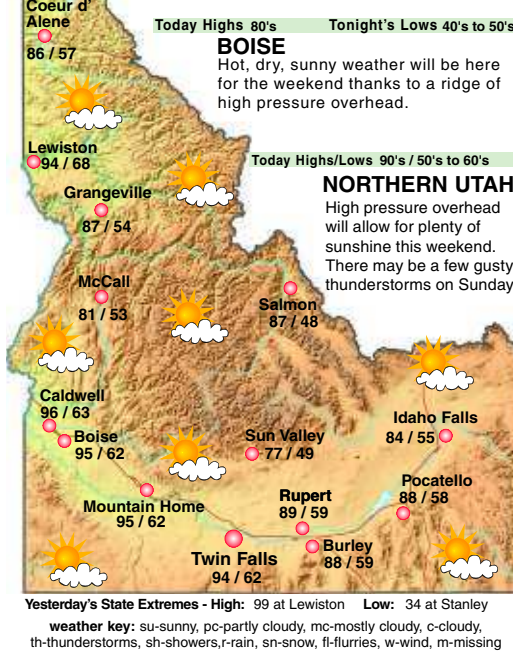 Coeur d'
Alene
86 / 57
Today Highs 80's Tonight's Lows 40's to 50's
BOISE
Hot, dry, sunny weather will be here
for the weekend thanks to a ridge of
high pressure overhead.
Lewiston
94 / 68
Today Highs/Lows 90's / 50's to 60's
NORTHERN UTAH
High pressure overhead
will allow for plenty of
sunshine this weekend.
There may be a few gusty
thunderstorms on Sunday
Grangeville
87 / 54
McCall
81 / 53
Salmon
87 / 48
Caldwell
96 / 63
Boise
95 / 62
Sun Valley
77 / 49
Idaho Falls
84 / 55
Mountain Home
95 / 62
Rupert
89 / 59
Pocatello
88 / 58
Twin Falls
94 / 62
Burley
88 / 59
Yesterday's State Extremes - High: 99 at Lewiston Low: 34 at Stanley
weather key: su-sunny, pc-partly cloudy, mc-mostly cloudy, c-cloudy,
th-thunderstorms, sh-showers,r-rain, sn-snow, fl-flurries, w-wind, m-missing